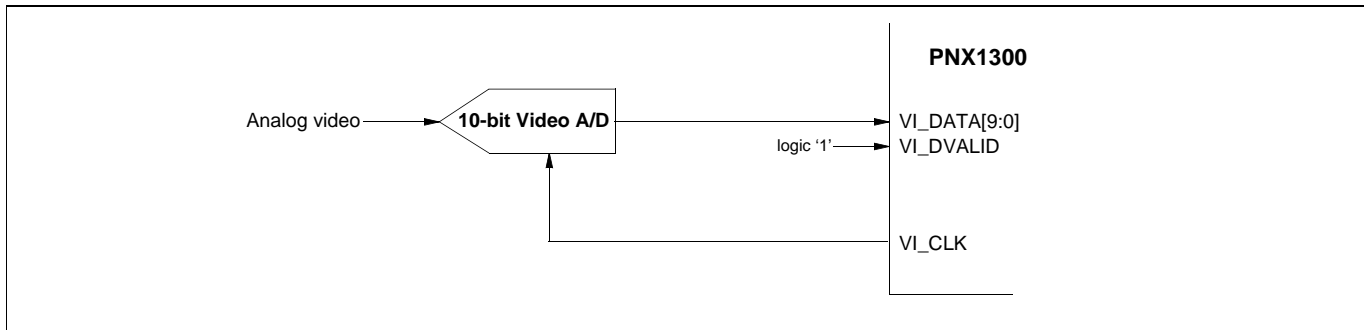 PNX1300
Analog video
10-bit Video A/D
VI_DATA[9:0]
logic ‘1’
VI_DVALID
VI_CLK